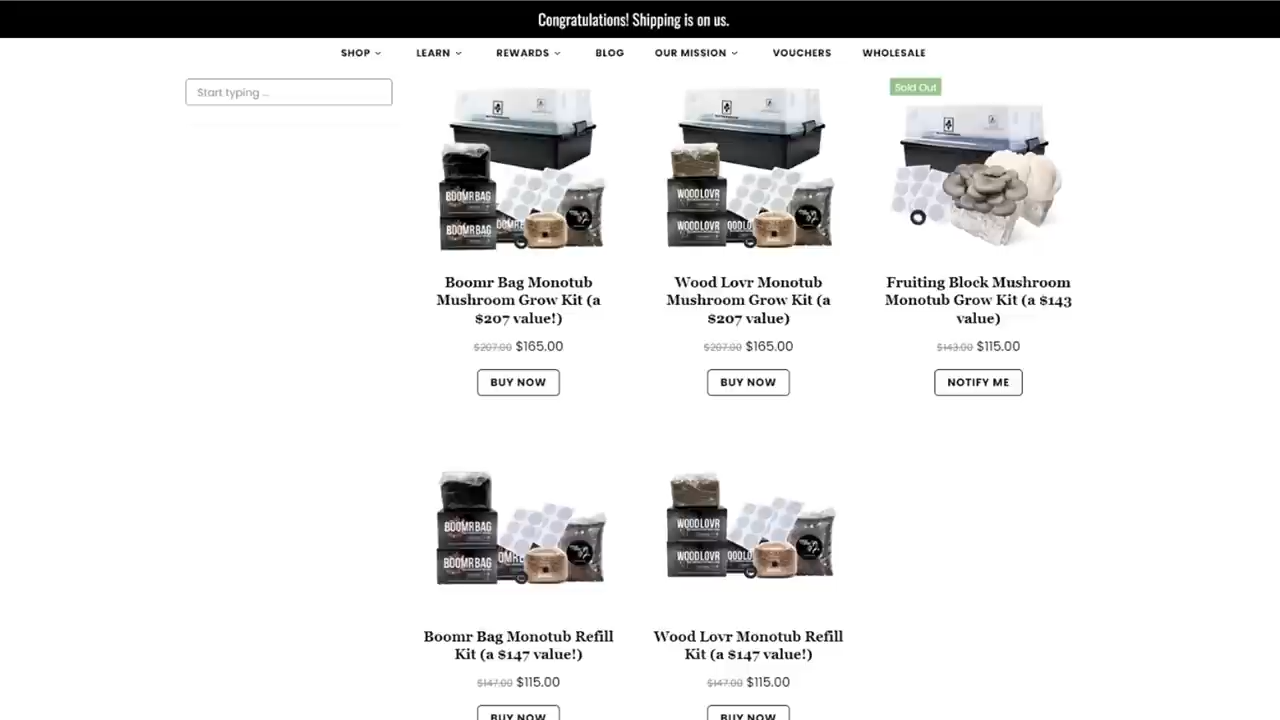 Congratulations! Shipping is on us.
SHOP LEARN REWARDS BLOG OUR MISSION VOUCHERS WHOLESALE
Start typing ...
Sold Out
BOOMR BAG
BOOMR BAG
WOOD LOVR
WOOD LOVR
Boomr Bag Monotub
Mushroom Grow Kit (a
$207 value!)
$207.00 $165.00
BUY NOW
Wood Lovr Monotub
Mushroom Grow Kit (a
$207 value)
$207.00 $165.00
BUY NOW
Fruiting Block Mushroom
Monotub Grow Kit (a $143
value)
$143.00 $115.00
NOTIFY ME
BOOMR BAG
BOOMR BAG
WOOD LOVR
WOOD LOVR
Boomr Bag Monotub Refill
Kit (a $147 value!)
$147.00 $115.00
BUY NOW
Wood Lovr Monotub Refill
Kit (a $147 value!)
$147.00 $115.00
BUY NOW